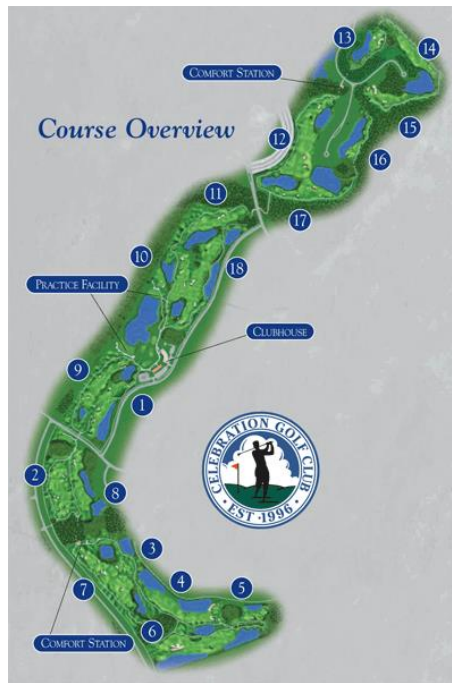 13
14
COMFORT STATION
Course Overview
12
15
16
11
17
10
18
PRACTICE FACILITY
CLUBHOUSE
9
1
CELEBRATION GOLF CLUB
• EST • 1996 •
2
8
3
4
5
7
6
COMFORT STATION